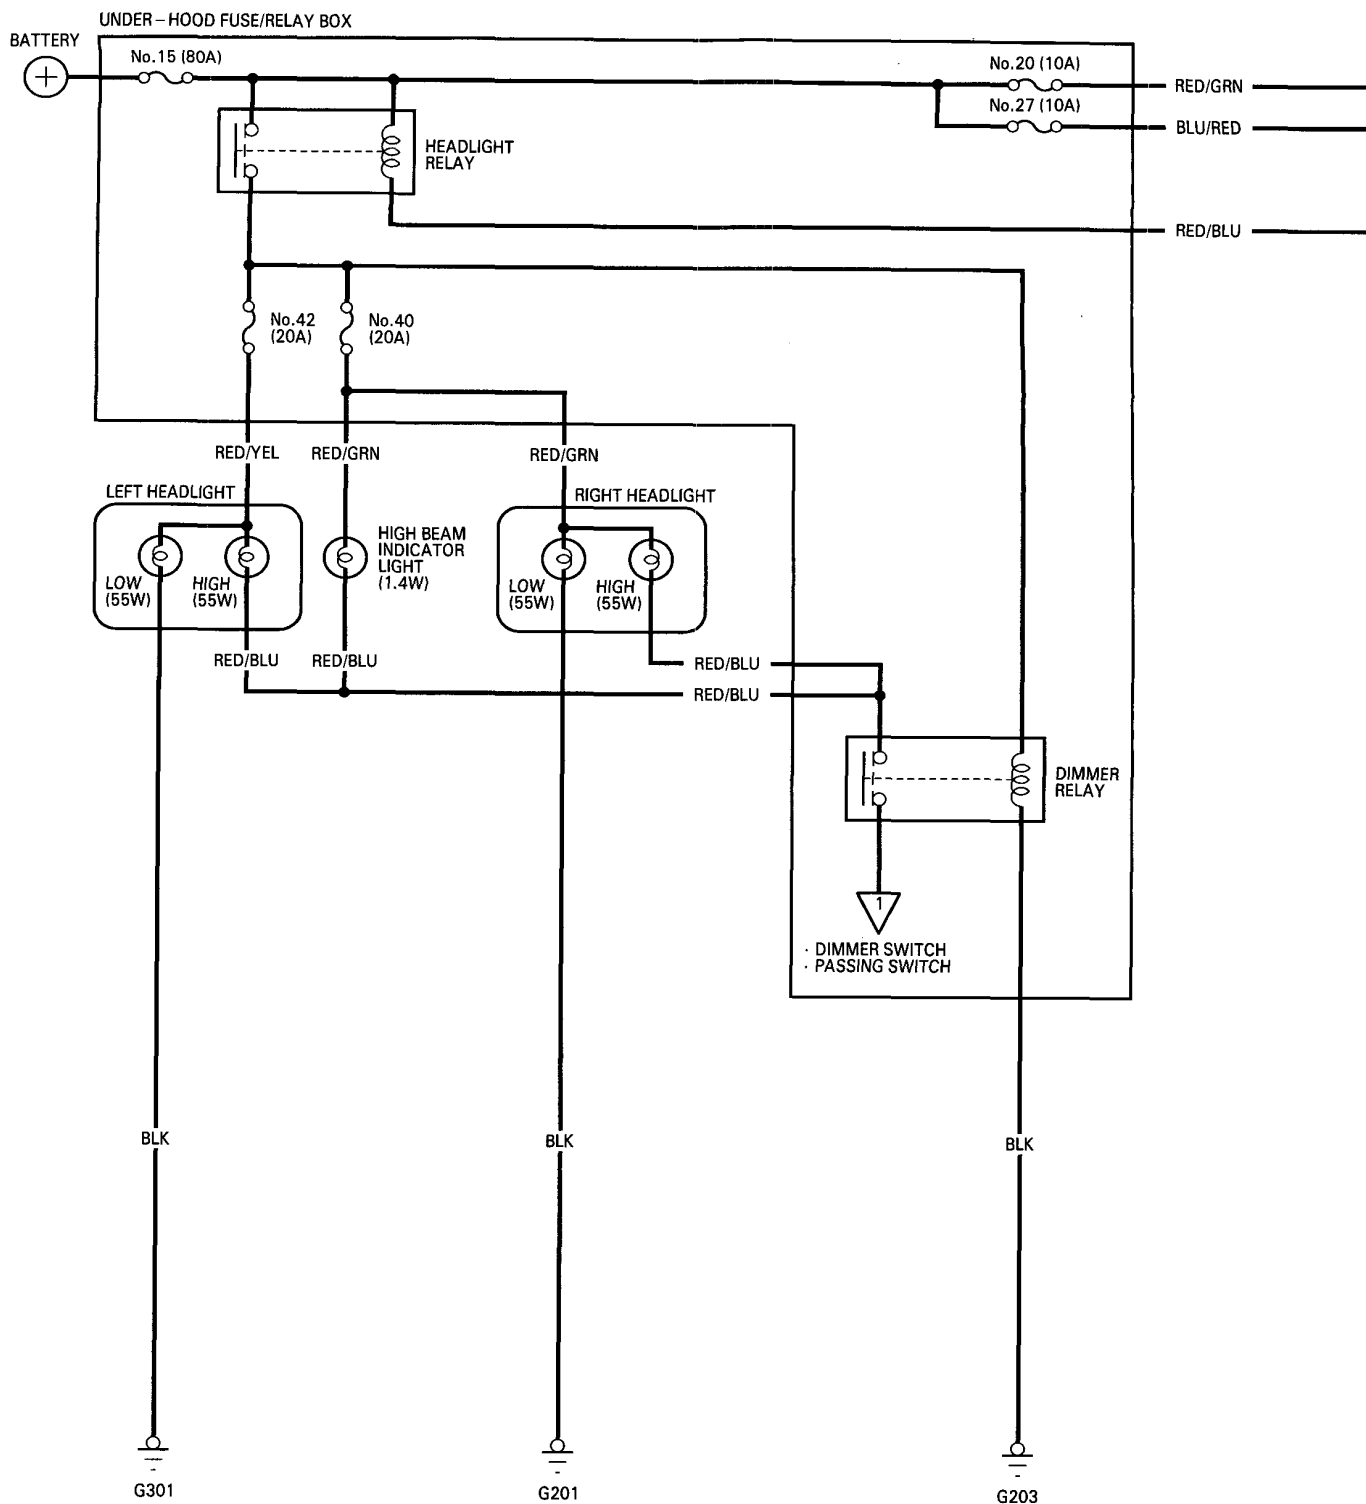 UNDER-HOOD FUSE/RELAY BOX
BATTERY
+
No.15 (80A)
No.20 (10A)
RED/GRN
No.27 (10A)
BLU/RED
HEADLIGHT
RELAY
RED/BLU
No.42
(20A)
No.40
(20A)
RED/YEL
RED/GRN
RED/GRN
LEFT HEADLIGHT
RIGHT HEADLIGHT
HIGH BEAM
INDICATOR
LIGHT
(1.4W)
LOW
(55W)
HIGH
(55W)
LOW
(55W)
HIGH
(55W)
RED/BLU
RED/BLU
RED/BLU
RED/BLU
DIMMER
RELAY
1
· DIMMER SWITCH
· PASSING SWITCH
BLK
BLK
BLK
G301
G201
G203